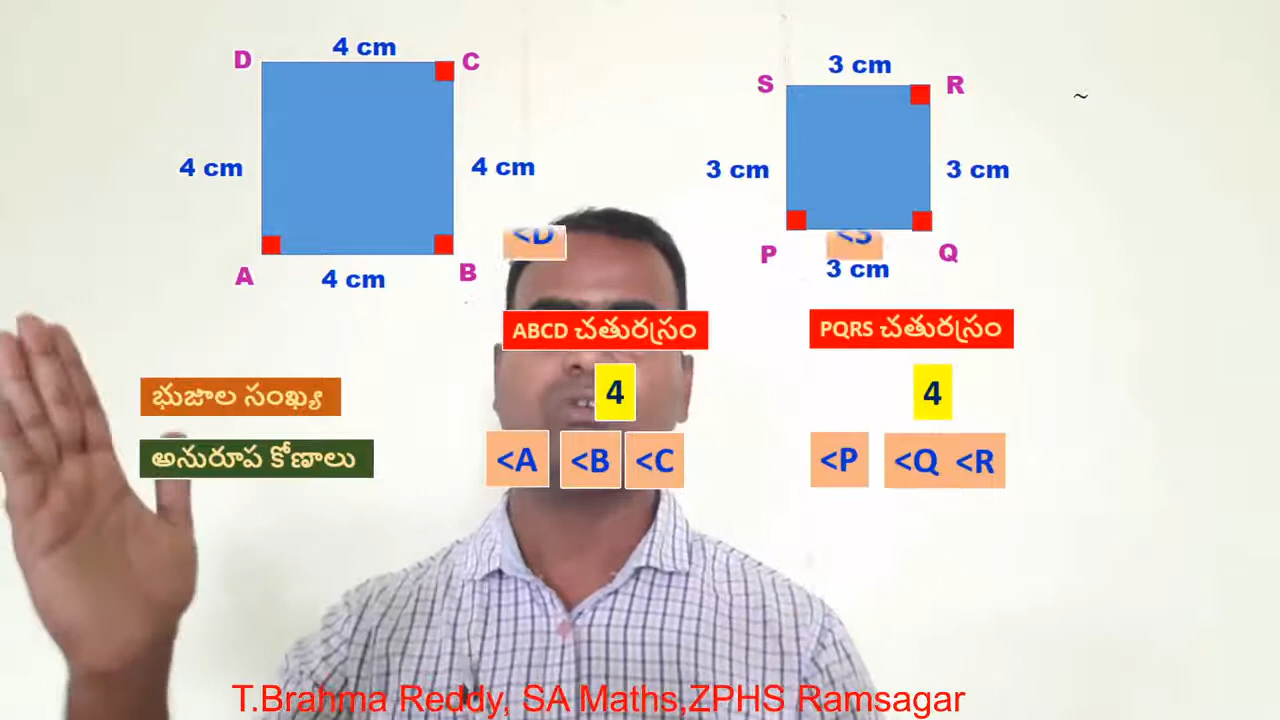 4 cm
D C
4 cm 4 cm
A B
4 cm
3 cm
S R
~
3 cm 3 cm
P Q
3 cm
<D <S
ABCD చతురస్రం PQRS చతురస్రం
భుజాల సంఖ్య 4 4
అనురూప కోణాలు <A <B <C <P <Q <R
T.Brahma Reddy, SA Maths,ZPHS Ramsagar